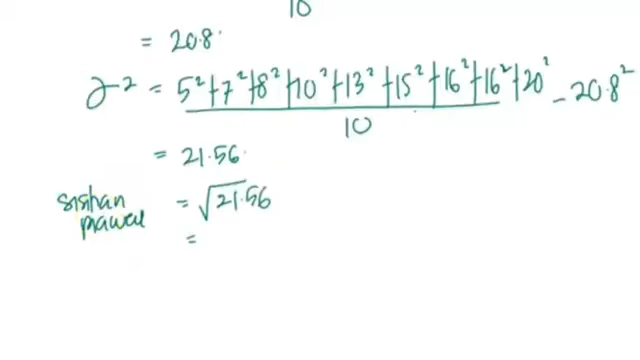 10
= 20.8
σ² = 5² + 7² + 8² + 10² + 13² + 15² + 16² + 16² + 20² - 20.8²
10
= 21.56
sisihan = √21.56
piawai
=